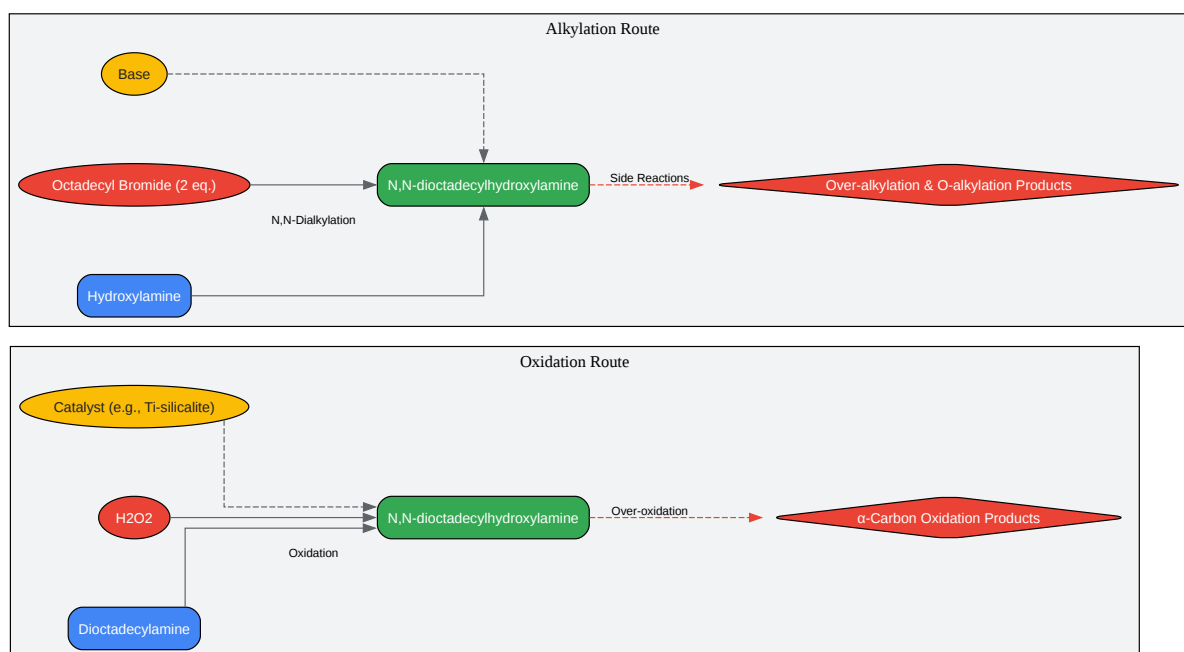 Alkylation Route
Base
Octadecyl Bromide (2 eq.)
N,N-dioctadecylhydroxylamine
Side Reactions
Over-alkylation & O-alkylation Products
N,N-Dialkylation
Hydroxylamine
Oxidation Route
Catalyst (e.g., Ti-silicalite)
H2O2
N,N-dioctadecylhydroxylamine
Over-oxidation
α-Carbon Oxidation Products
Oxidation
Dioctadecylamine